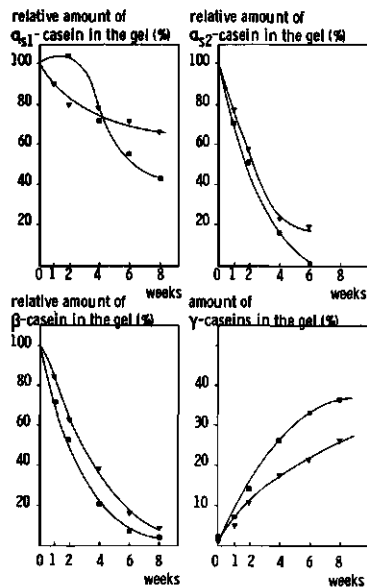 relative amount of
αs1-casein in the gel (%)
100
80
60
40
20
0 1 2 4 6 8
weeks
relative amount of
αs2-casein in the gel (%)
100
80
60
40
20
0 1 2 4 6 8
weeks
relative amount of
β-casein in the gel (%)
100
80
60
40
20
0 1 2 4 6 8
weeks
amount of
γ-caseins in the gel (%)
40
30
20
10
0 1 2 4 6 8
weeks